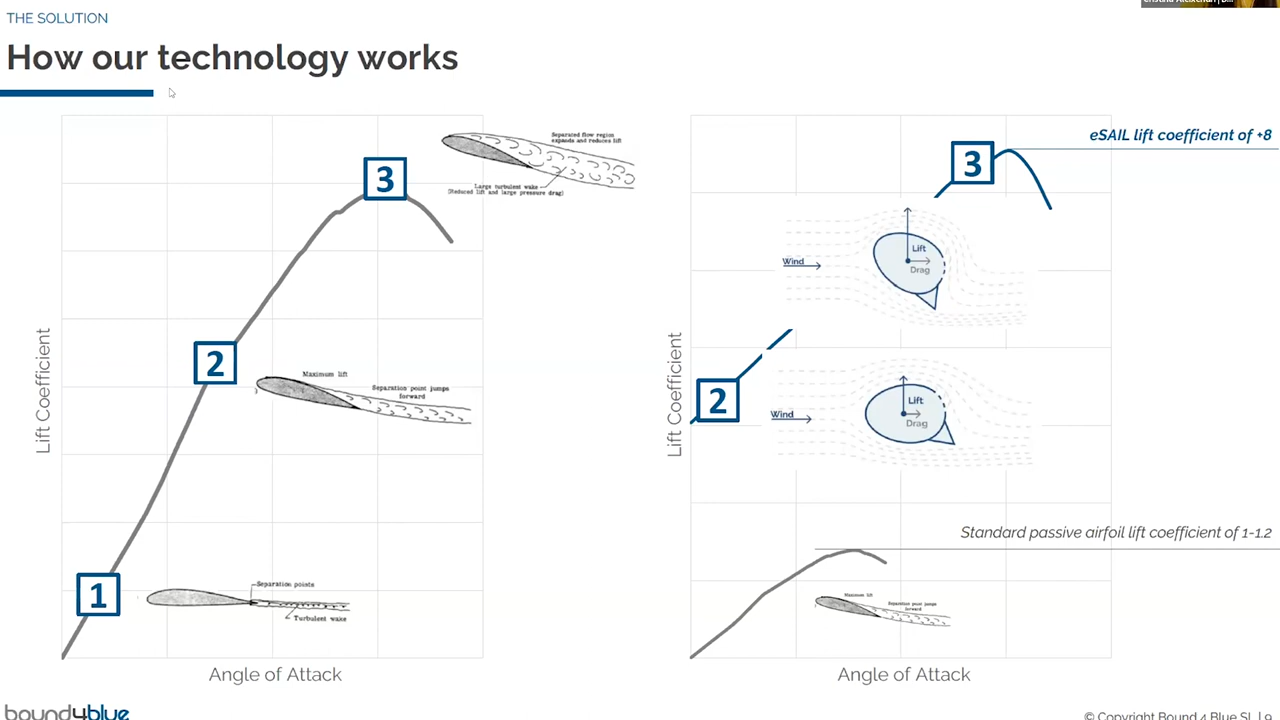 THE SOLUTION
How our technology works
3
Separated flow region
expands and reduces lift
Large turbulent wake
(Reduced lift and large pressure drag)
2
Maximum lift
Separation point jumps
forward
1
Separation points
Turbulent wake
Lift Coefficient
Angle of Attack
eSAIL lift coefficient of +8
3
Wind
Lift
Drag
2
Wind
Lift
Drag
Standard passive airfoil lift coefficient of 1-1.2
Maximum lift
Separation point jumps
forward
Lift Coefficient
Angle of Attack
bound4blue
© Copyright Bound 4 Blue SL